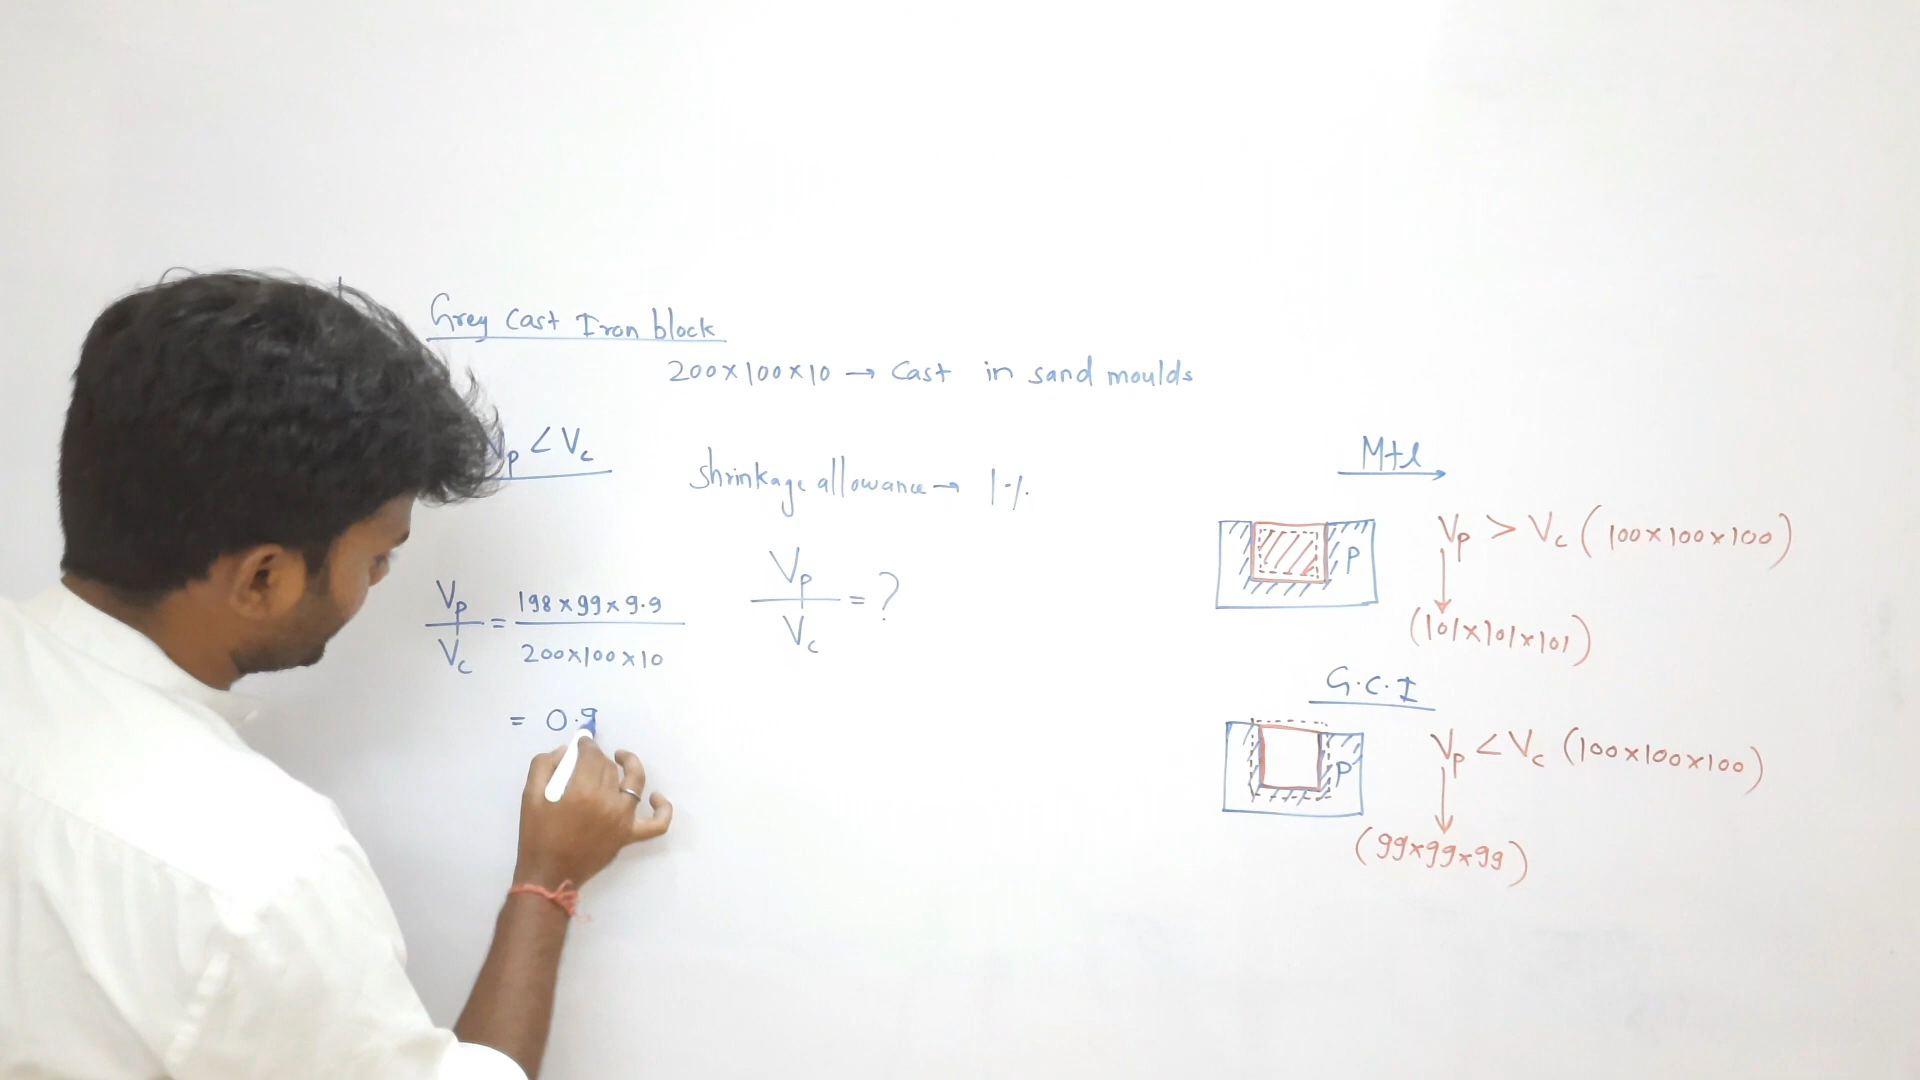 Grey Cast Iron block
200×100×10 → Cast in sand moulds
Vp < Vc
Shrinkage allowance → 1%
Vp/Vc = ?
Vp/Vc = 198×99×9.9 / 200×100×10
= 0.9
Mtl
P
Vp > Vc (100×100×100)
(101×101×101)
G.C.I
P
Vp < Vc (100×100×100)
(99×99×99)